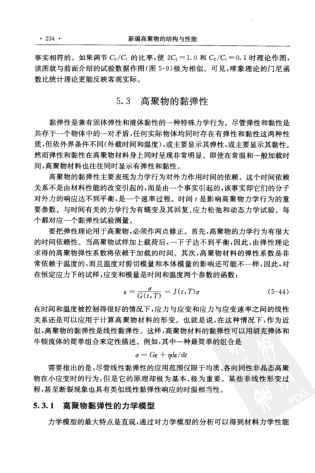 • 234 •
新编高聚物的结构与性能
事实相符的。如果调节 C₂/C₁ 的比率,使 2C₁=1.0 和 C₂/C₁=0.1 时理论作图,
该图就与前面介绍的试验数据作图(图 5-9)极为相似。可见,唯象理论的门尼函
数比统计理论更能反映客观实际。
5.3 高聚物的黏弹性
黏弹性是兼有固体弹性和液体黏性的一种特殊力学行为。尽管弹性和黏性是
共存于一个物体中的一对矛盾,任何实际物体均同时存在有弹性和黏性这两种性
质,但依外界条件不同(外载时间和温度),或主要显示其弹性,或主要显示其黏性。
然而弹性和黏性在高聚物材料身上同时呈现得非常明显。即使在常温和一般加载时
间,高聚物材料也往往同时显示有弹性和黏性。
高聚物的黏弹性主要表现为力学行为对外力作用时间的依赖。这个时间依赖
关系不是由材料性能的改变引起的,而是由一个事实引起的,该事实即它们的分子
对外力的响应达不到平衡,是一个速率过程。时间 t 是影响高聚物力学行为的重
要参数。与时间有关的力学行为有蠕变及其回复、应力松弛和动态力学试验。每
个都对应一个黏弹性试验测量。
要把弹性理论用于高聚物,必须作两点修正。首先,高聚物的力学行为有很大
的时间依赖性。当高聚物试样加上载荷后,一下子达不到平衡,因此,由弹性理论
求得的高聚物弹性系数将依赖于加载的时间。其次,高聚物材料的弹性系数是非
常依赖于温度的,而且温度对剪切模量和本体模量的影响还可能不一样,因此,对
在恒定应力下的试样,应变和模量是时间和温度两个参数的函数:
ε = σ/G(t,T) = J(t,T)σ (5-44)
在时间和温度被控制得很好的情况下,应力与应变和应力与应变速率之间的线性
关系还是可以应用于计算高聚物材料的形变。也就是说,在这种情况下,作为近
似,高聚物的黏弹性是线性黏弹性。这样,高聚物材料的黏弹性可以用胡克弹体和
牛顿流体的简单组合来定性描述。例如,其中一种最简单的组合是
σ = Gε + ηdε/dt
需要指出的是,尽管线性黏弹性的应用范围仅限于均质、各向同性非晶态高聚
物在小应变时的行为,但是它的原理却极为基本、极为重要。某些非线性形变过
程,甚至断裂现象也具有类似线性黏弹响应的时温相当性。
5.3.1 高聚物黏弹性的力学模型
力学模型的最大特点是直观,通过对力学模型的分析可以得到材料力学性能